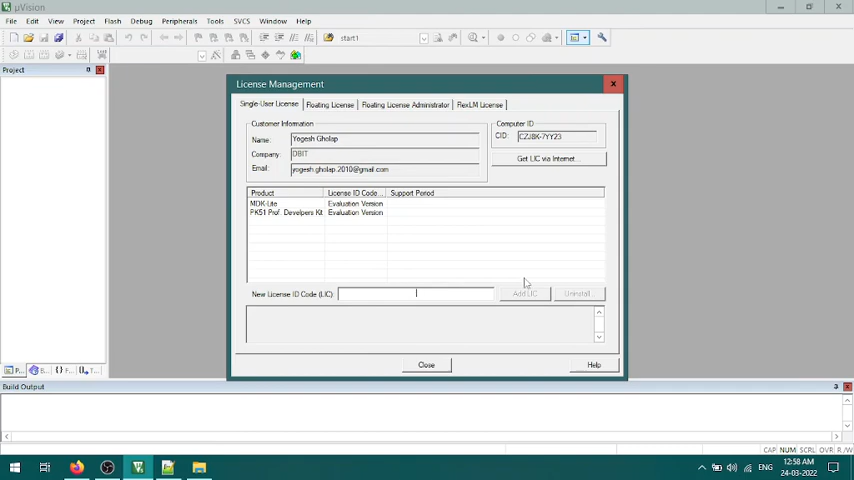 µVision
File Edit View Project Flash Debug Peripherals Tools SVCS Window Help
start1
Project
License Management
Single-User License Floating License Floating License Administrator FlexLM License
Customer Information
Name: Yogesh Gholap
Company: DBIT
Email: yogesh.gholap.2010@gmail.com
Computer ID
CID: CZJ8K-7YY23
Get LIC via Internet...
Product License ID Code... Support Period
MDK-Lite Evaluation Version
PK51 Prof. Develpers Kit Evaluation Version
New License ID Code (LIC):
Add LIC Uninstall...
Close Help
P... B... {} F... T...
Build Output
CAP NUM SCRL OVR R/W
ENG
12:58 AM
24-03-2022